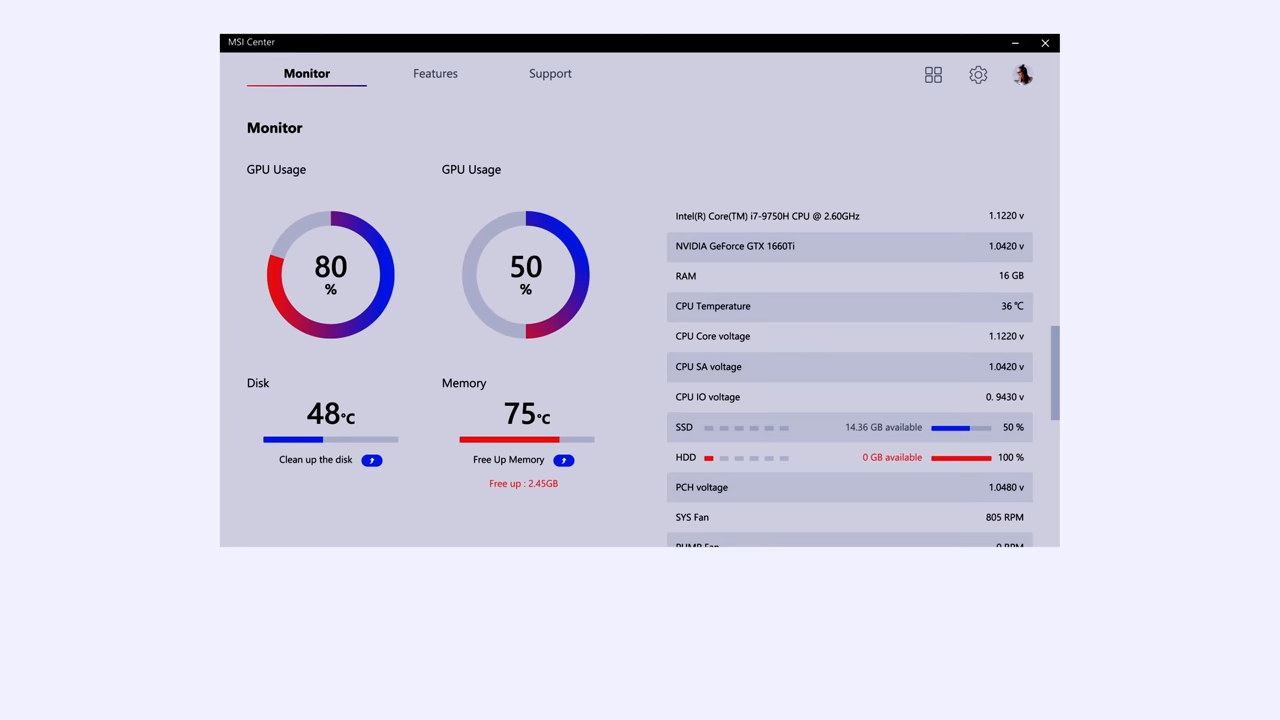 MSI Center
Monitor Features Support
Monitor
GPU Usage GPU Usage
80 % 50 %
Disk Memory
48°C 75°C
Clean up the disk Free Up Memory
Free up : 2.45GB
Intel(R) Core(TM) i7-9750H CPU @ 2.60GHz 1.1220 v
NVIDIA GeForce GTX 1660Ti 1.0420 v
RAM 16 GB
CPU Temperature 36 ℃
CPU Core voltage 1.1220 v
CPU SA voltage 1.0420 v
CPU IO voltage 0. 9430 v
SSD 14.36 GB available 50 %
HDD 0 GB available 100 %
PCH voltage 1.0480 v
SYS Fan 805 RPM
PUMP Fan 0 RPM